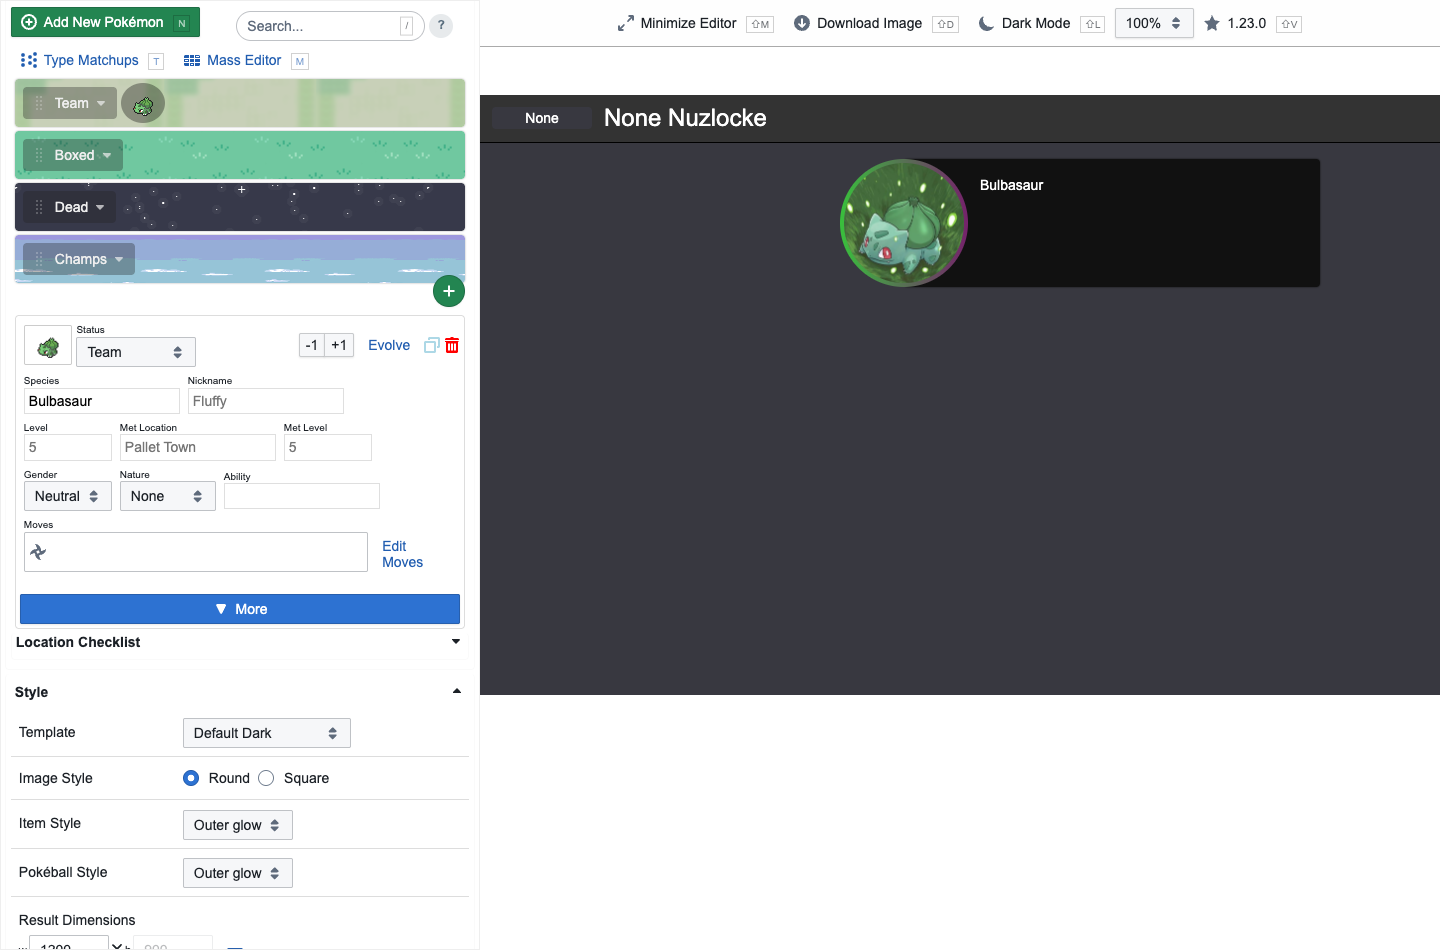 Add New Pokémon N
Search... /
?
Type Matchups T
Mass Editor M
Minimize Editor ⇧M
Download Image ⇧D
Dark Mode ⇧L
100%
1.23.0 ⇧V
Team
Boxed
Dead
Champs
+
None
None Nuzlocke
Bulbasaur
Status
Team
-1 +1
Evolve
Species
Bulbasaur
Nickname
Fluffy
Level
5
Met Location
Pallet Town
Met Level
5
Gender
Neutral
Nature
None
Ability
Moves
Edit
Moves
▼ More
Location Checklist
Style
Template
Default Dark
Image Style
Round
Square
Item Style
Outer glow
Pokéball Style
Outer glow
Result Dimensions